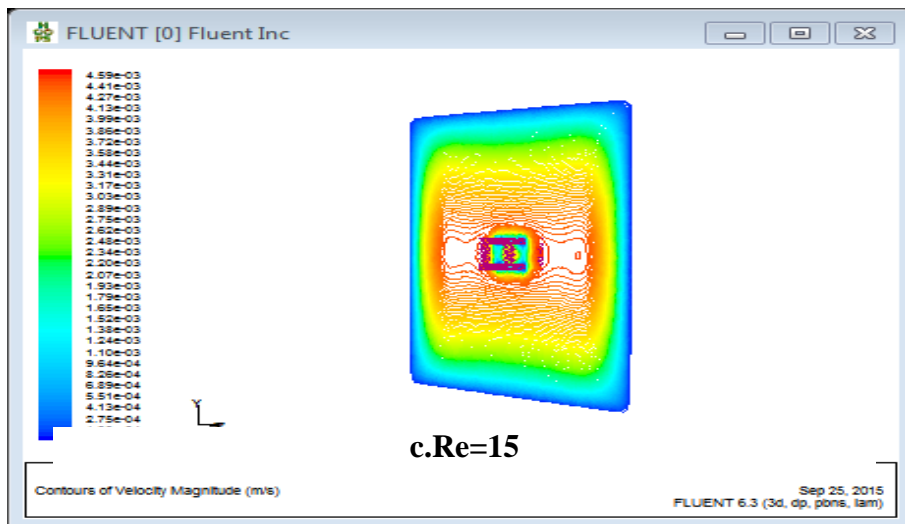 FLUENT [0] Fluent Inc
4.59e-03
4.41e-03
4.27e-03
4.13e-03
3.99e-03
3.86e-03
3.72e-03
3.58e-03
3.44e-03
3.31e-03
3.17e-03
3.03e-03
2.89e-03
2.75e-03
2.62e-03
2.48e-03
2.34e-03
2.20e-03
2.07e-03
1.93e-03
1.79e-03
1.65e-03
1.52e-03
1.38e-03
1.24e-03
1.10e-03
9.64e-04
8.26e-04
6.89e-04
5.51e-04
4.13e-04
2.75e-04
Y
c.Re=15
Contours of Velocity Magnitude (m/s)
Sep 25, 2015
FLUENT 6.3 (3d, dp, pbns, lam)